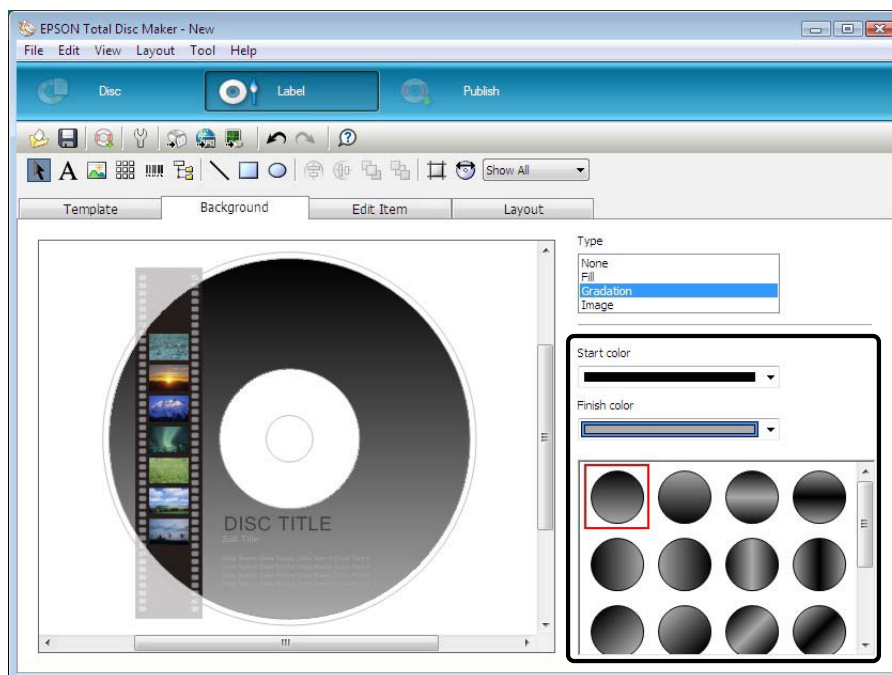 EPSON Total Disc Maker - New
File Edit View Layout Tool Help
Disc Label Publish
Show All
Template Background Edit Item Layout
Type
None
Fill
Gradation
Image
Start color
Finish color
DISC TITLE
Sub Title